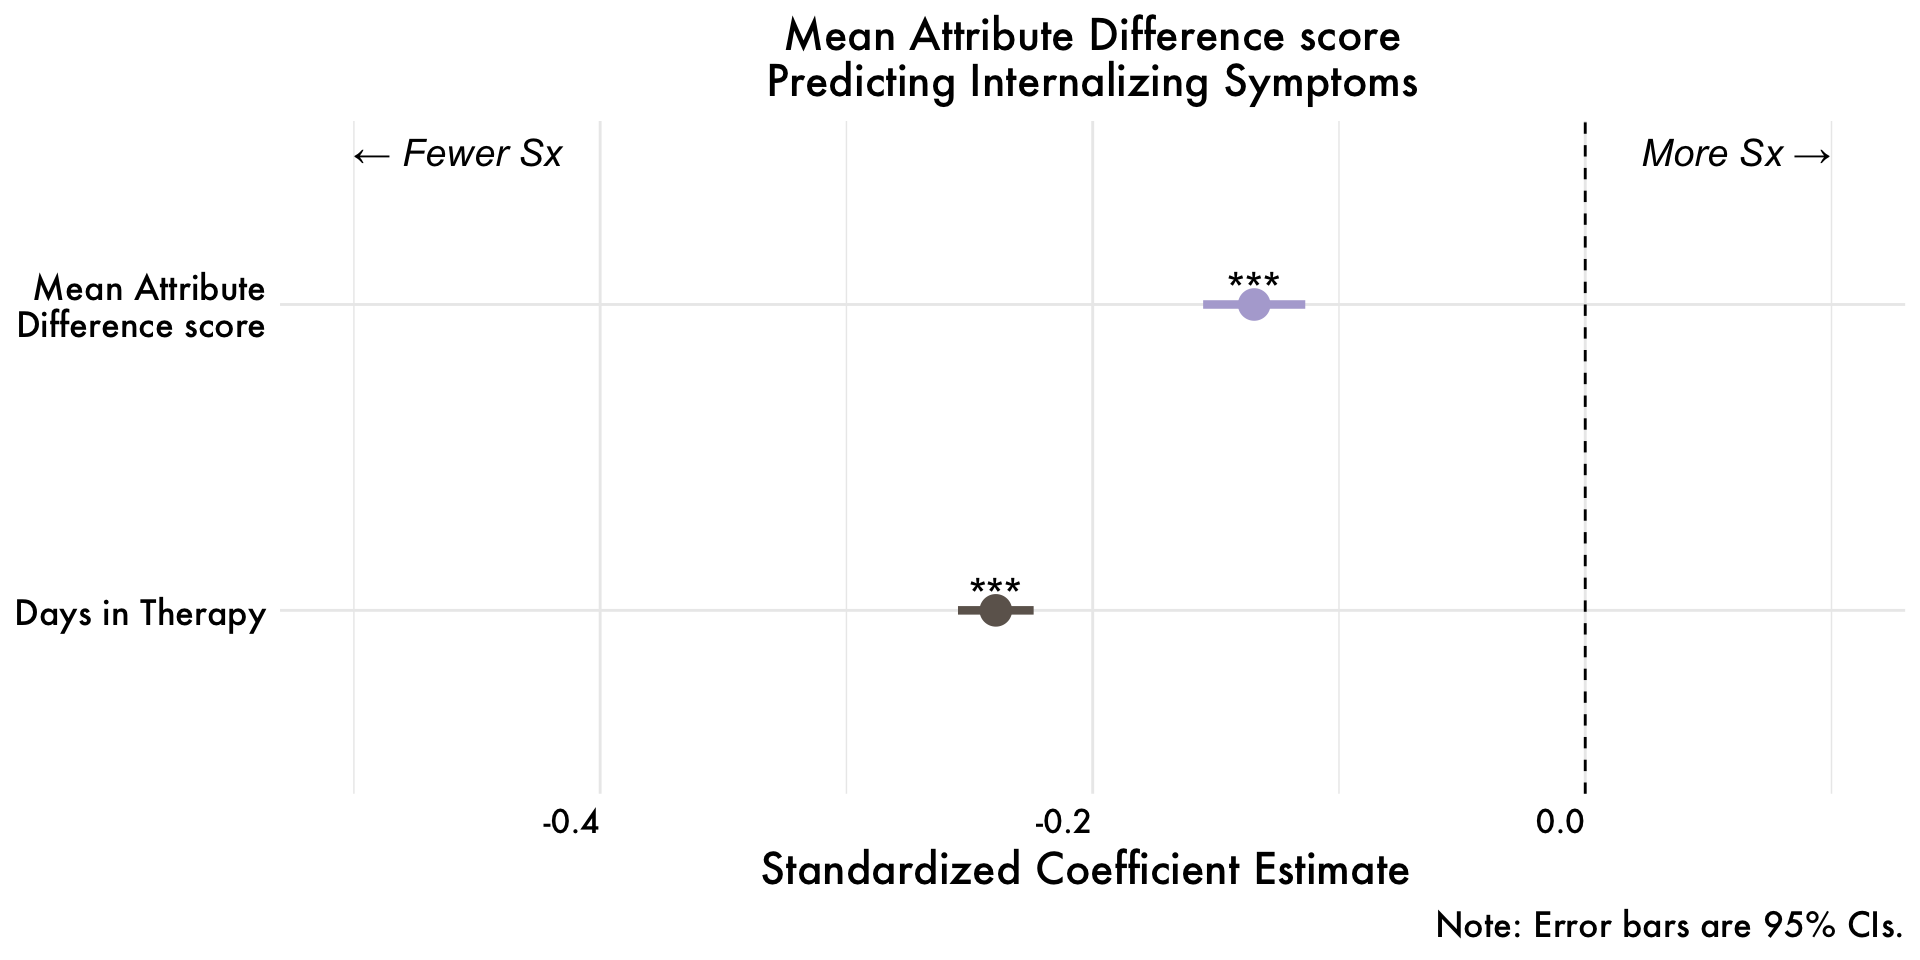 Mean Attribute Difference score
Predicting Internalizing Symptoms
← Fewer Sx
More Sx →
***
Mean Attribute
Difference score
***
Days in Therapy
-0.4
-0.2
0.0
Standardized Coefficient Estimate
Note: Error bars are 95% CIs.